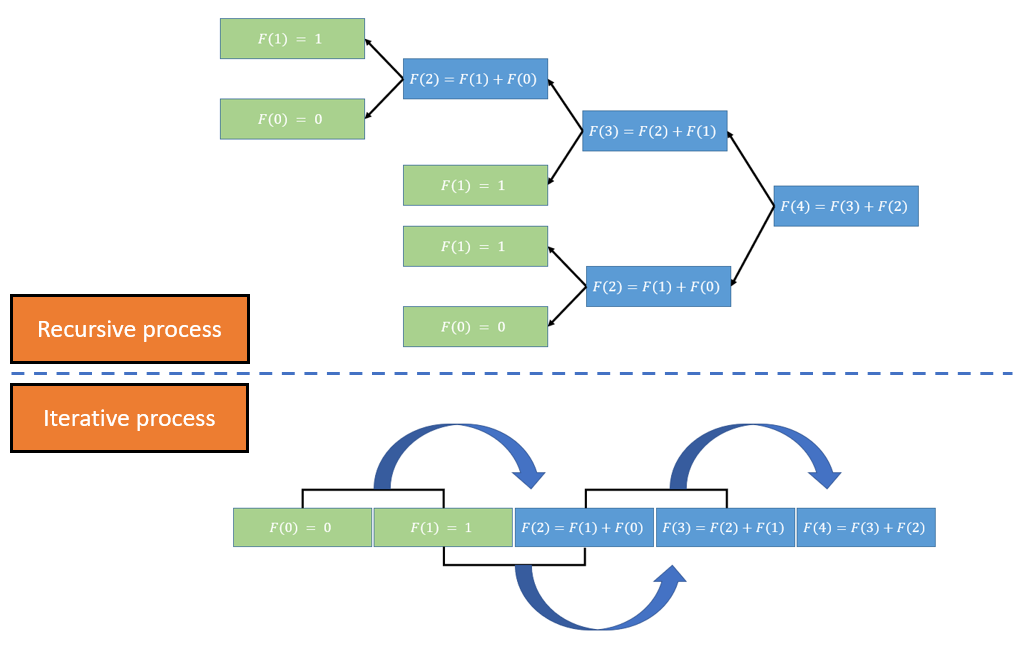 F(1) = 1
F(2) = F(1) + F(0)
F(0) = 0
F(3) = F(2) + F(1)
F(1) = 1
F(4) = F(3) + F(2)
F(1) = 1
F(2) = F(1) + F(0)
F(0) = 0
Recursive process
Iterative process
F(0) = 0
F(1) = 1
F(2) = F(1) + F(0)
F(3) = F(2) + F(1)
F(4) = F(3) + F(2)